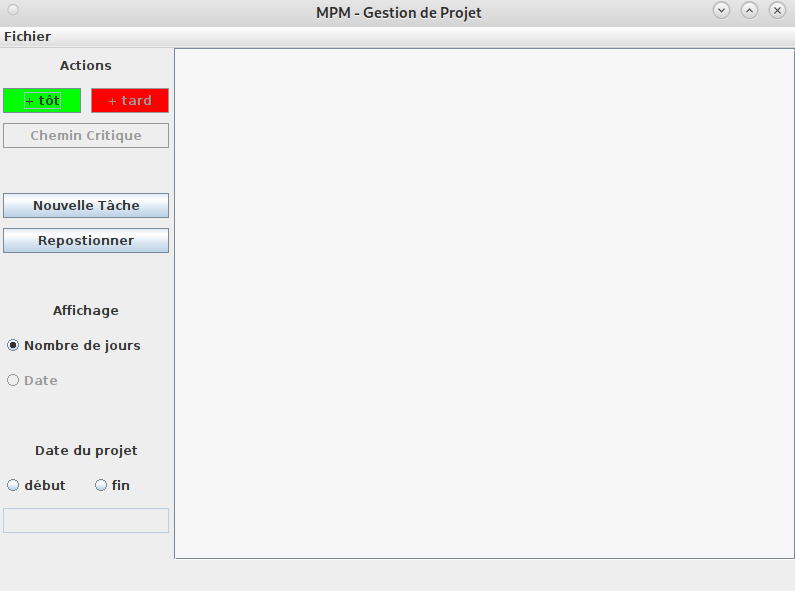 MPM - Gestion de Projet
Fichier
Actions
+ tôt
+ tard
Chemin Critique
Nouvelle Tâche
Repostionner
Affichage
Nombre de jours
Date
Date du projet
début
fin